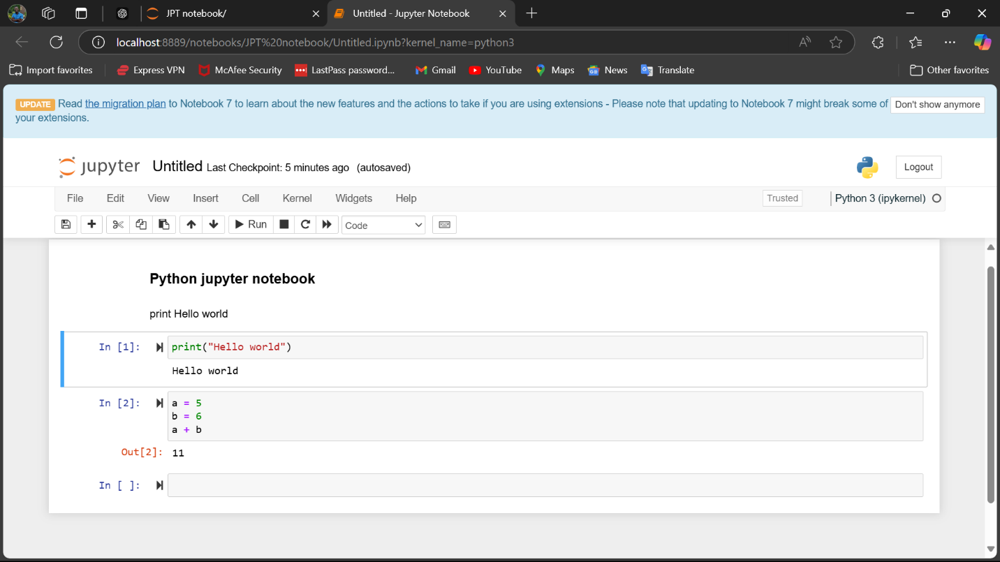 JPT notebook/
Untitled - Jupyter Notebook
localhost:8889/notebooks/JPT%20notebook/Untitled.ipynb?kernel_name=python3
Import favorites Express VPN McAfee Security LastPass password... Gmail YouTube Maps News Translate Other favorites
UPDATE Read the migration plan to Notebook 7 to learn about the new features and the actions to take if you are using extensions - Please note that updating to Notebook 7 might break some of
your extensions.
Don't show anymore
jupyter Untitled Last Checkpoint: 5 minutes ago (autosaved)
Logout
File Edit View Insert Cell Kernel Widgets Help
Trusted
Python 3 (ipykernel)
Run
Code
Python jupyter notebook
print Hello world
In [1]: print("Hello world")
Hello world
In [2]: a = 5
b = 6
a + b
Out[2]: 11
In [ ]: